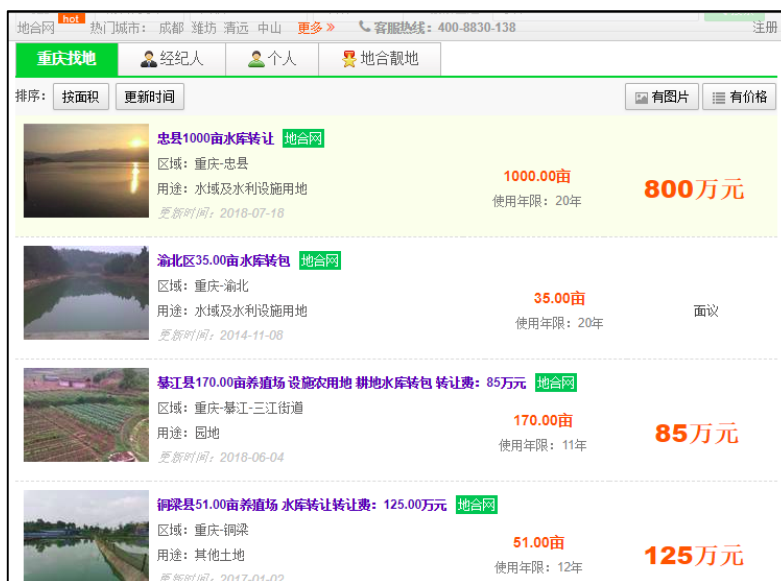 地合网 hot 热门城市： 成都 潍坊 清远 中山 更多 客服热线：400-8830-138 注册
重庆找地 经纪人 个人 地合靓地
排序： 按面积 更新时间 有图片 有价格
忠县1000亩水库转让 地合网
区域：重庆-忠县
用途：水域及水利设施用地
更新时间：2018-07-18
1000.00亩
使用年限：20年
800万元
渝北区35.00亩水库转包 地合网
区域：重庆-渝北
用途：水域及水利设施用地
更新时间：2014-11-06
35.00亩
使用年限：20年
面议
綦江县170.00亩养殖场 设施农用地 耕地水库转包 转让费：85万元 地合网
区域：重庆-綦江-三江街道
用途：园地
更新时间：2018-06-04
170.00亩
使用年限：11年
85万元
铜梁县51.00亩养殖场 水库转让转让费：125.00万元 地合网
区域：重庆-铜梁
用途：其他土地
更新时间：2017-01-02
51.00亩
使用年限：12年
125万元